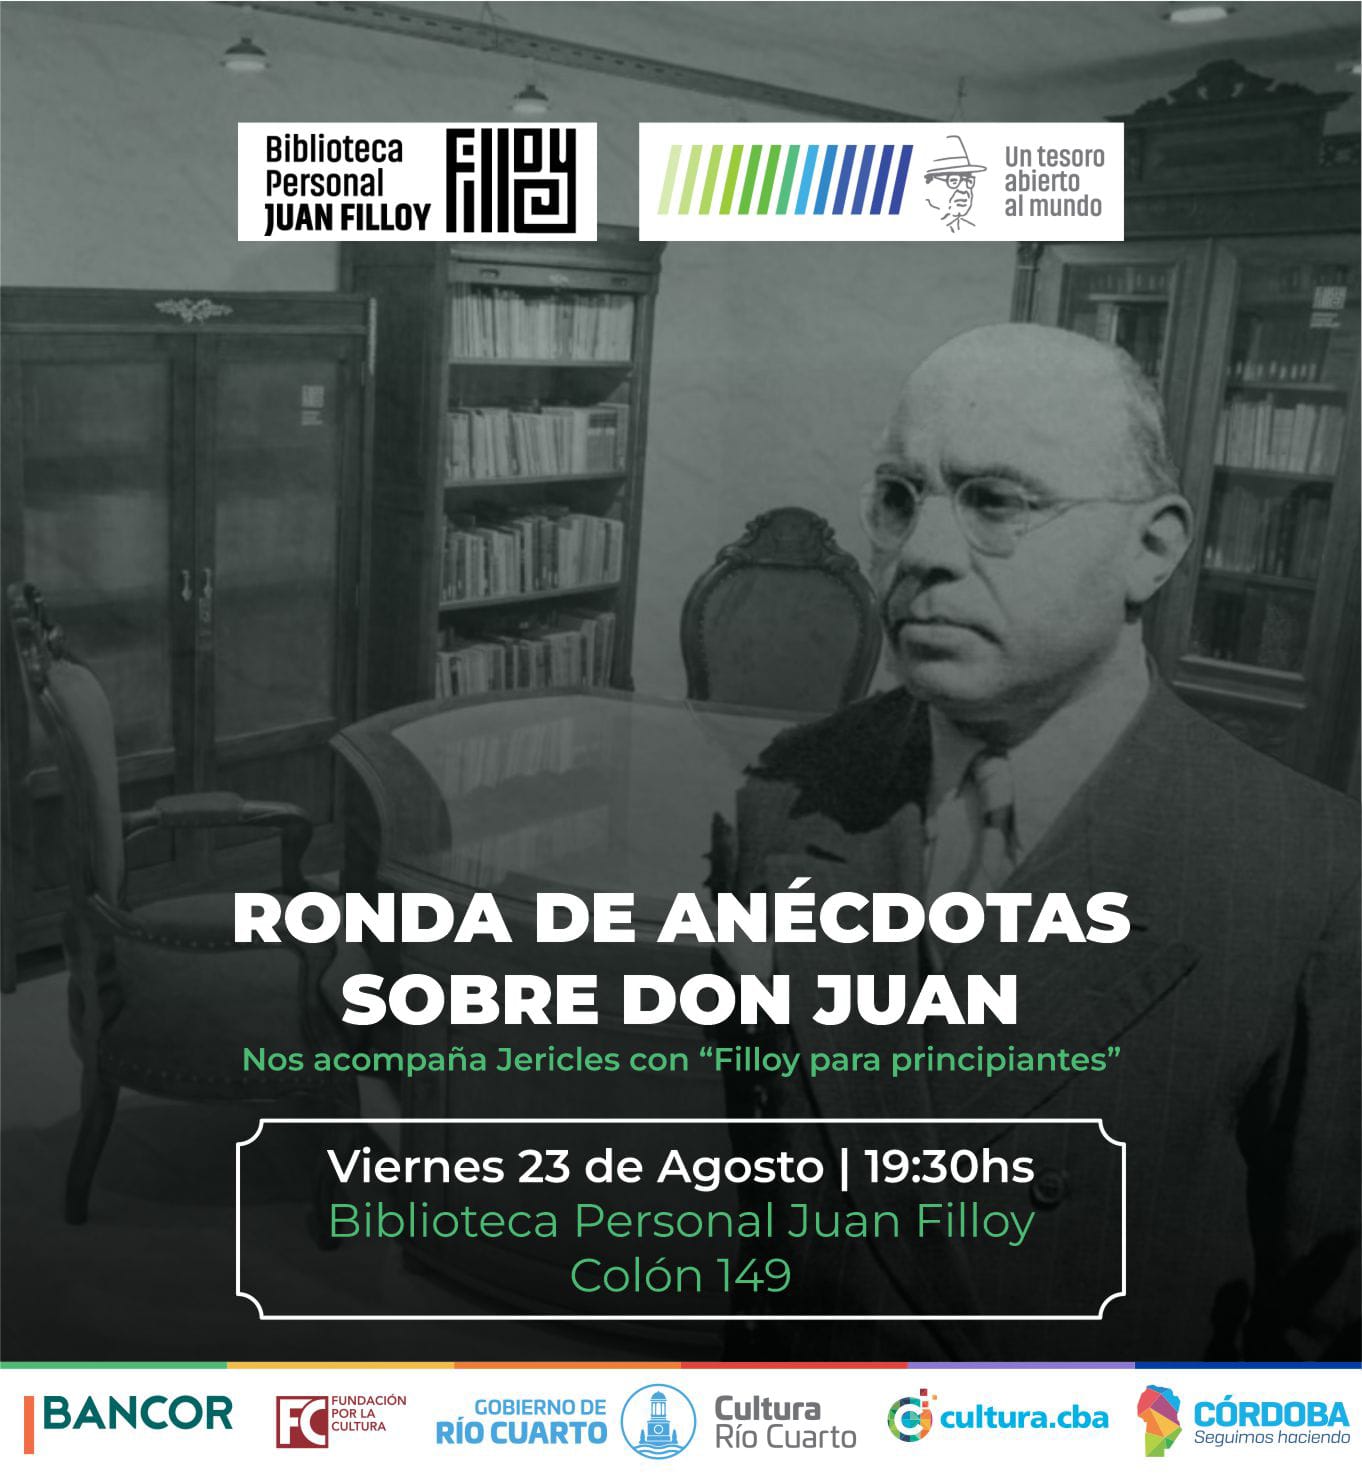 Biblioteca
Personal
JUAN FILLOY
Filloy
Un tesoro
abierto
al mundo
RONDA DE ANÉCDOTAS
SOBRE DON JUAN
Nos acompaña Jericles con “Filloy para principiantes”
Viernes 23 de Agosto | 19:30hs
Biblioteca Personal Juan Filloy
Colón 149
BANCOR
FC
FUNDACIÓN
POR LA
CULTURA
GOBIERNO DE
RÍO CUARTO
Cultura
Río Cuarto
cultura.cba
CÓRDOBA
Seguimos haciendo